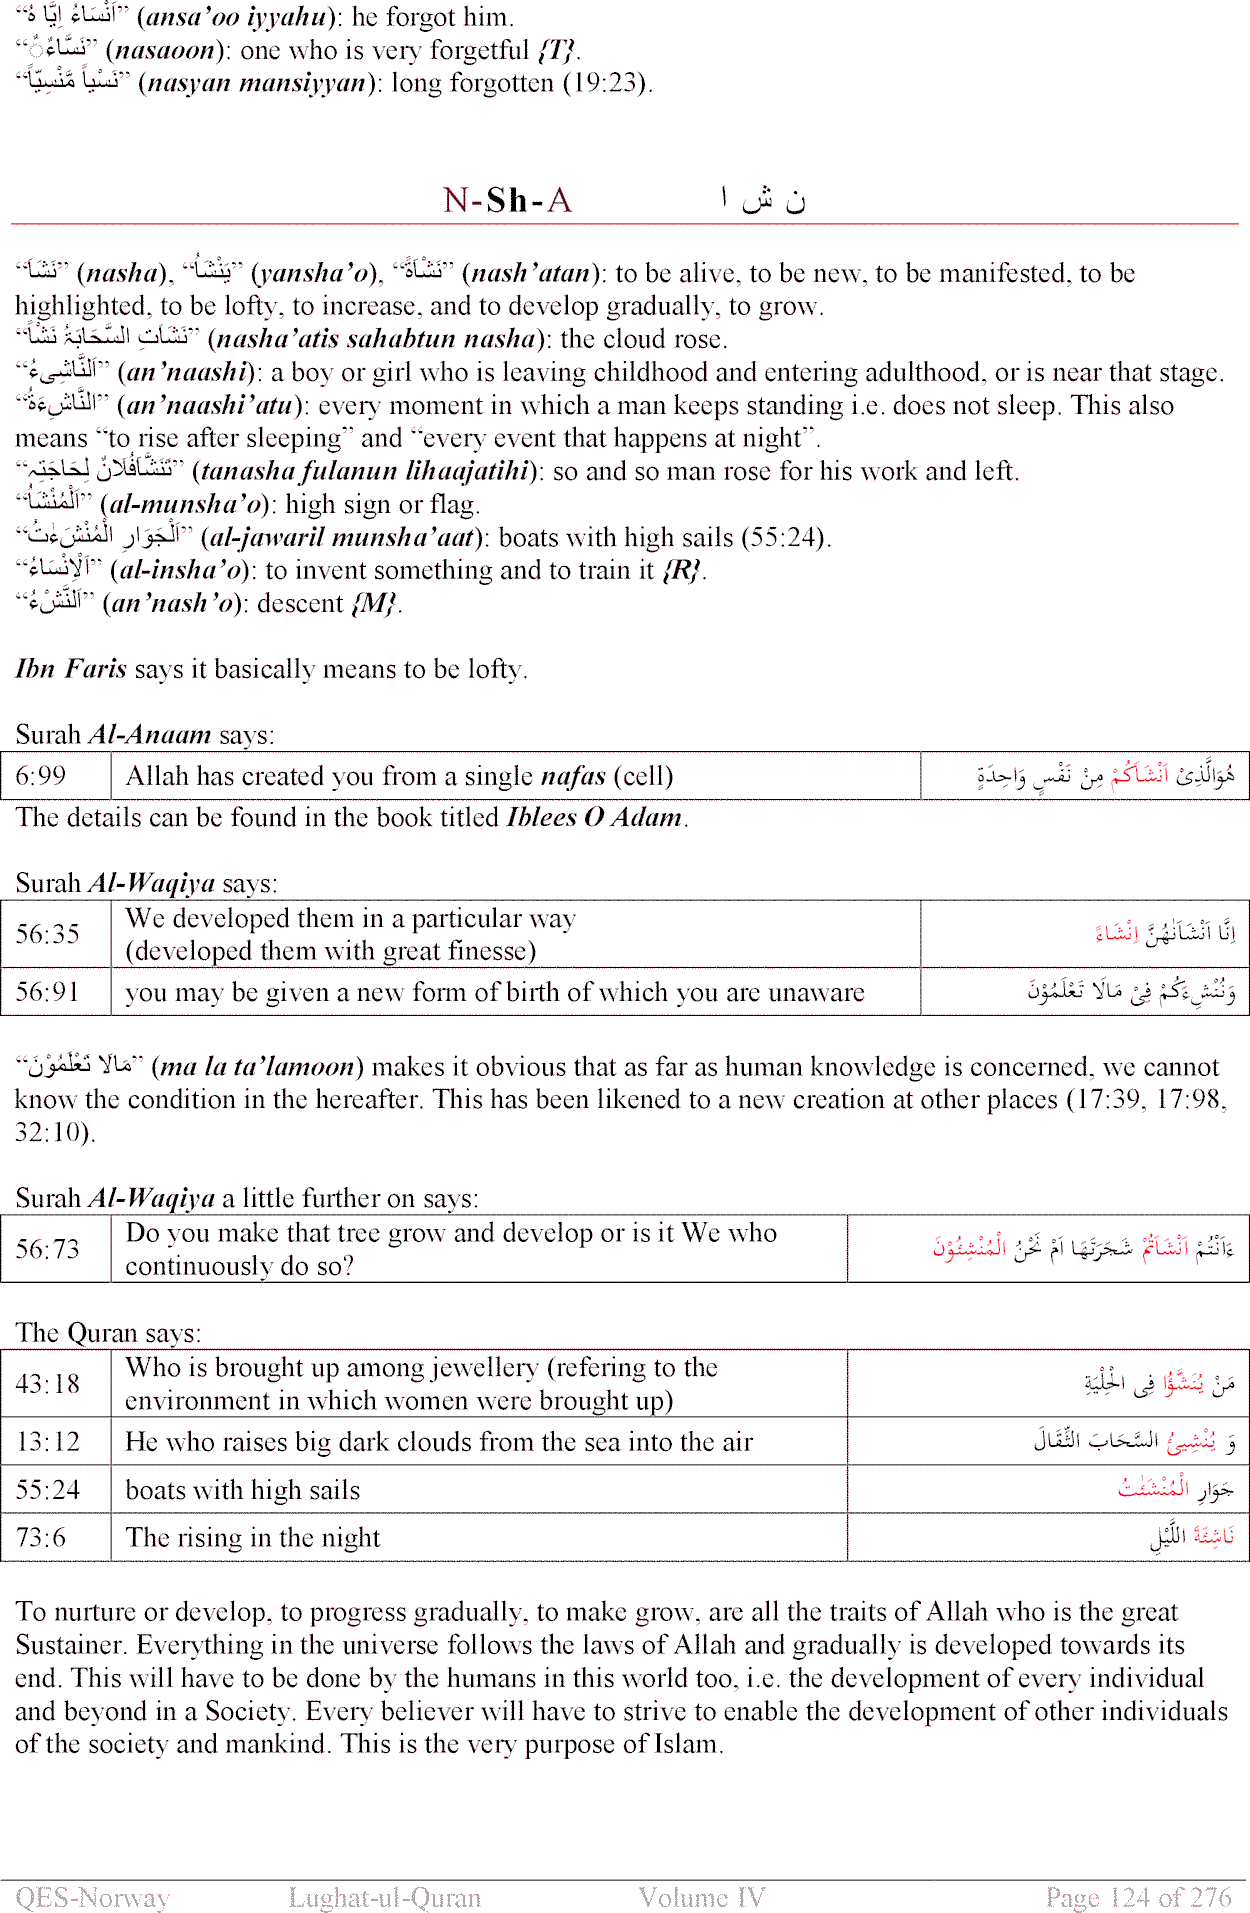 “اَنْسَاءُ اِيَّا هُ” (ansa’oo iyyahu): he forgot him.
“نَسَّاءٌ” (nasaoon): one who is very forgetful {T}.
“نَسْياً مَّنْسِيّاً” (nasyan mansiyyan): long forgotten (19:23).
N-Sh-A ن ش ا
“نَشَاَ” (nasha), “يَنْشَاُ” (yansha’o), “نَشْاَةً” (nash’atan): to be alive, to be new, to be manifested, to be
highlighted, to be lofty, to increase, and to develop gradually, to grow.
“نَشَاَتِ السَّحَابَۃُ نَشْاً” (nasha’atis sahabtun nasha): the cloud rose.
“اَلنَّاشِیءُ” (an’naashi): a boy or girl who is leaving childhood and entering adulthood, or is near that stage.
“اَلنَّاشِءَۃُ” (an’naashi’atu): every moment in which a man keeps standing i.e. does not sleep. This also
means “to rise after sleeping” and “every event that happens at night”.
“تَنَشَّاَفُلَانٌ لِحَاجَتِہٖ” (tanasha fulanun lihaajatihi): so and so man rose for his work and left.
“اَلْمُنْشَاُ” (al-munsha’o): high sign or flag.
“اَلْجَوَارِ الْمُنْشَءٰتُ” (al-jawaril munsha’aat): boats with high sails (55:24).
“اَلْاِنْسَاءُ” (al-insha’o): to invent something and to train it {R}.
“اَلنَّشْءُ” (an’nash’o): descent {M}.
Ibn Faris says it basically means to be lofty.
Surah Al-Anaam says:
6:99 Allah has created you from a single nafas (cell) هُوَالَّذِیْ اَنْشَاَکُمْ مِنْ نَفْسٍ وَاحِدَةٍ
The details can be found in the book titled Iblees O Adam.
Surah Al-Waqiya says:
56:35 We developed them in a particular way
(developed them with great finesse) اِنَّا اَنْشَاْنٰهُنَّ اِنْشَاءً
56:91 you may be given a new form of birth of which you are unaware وَنُنْشِءَکُمْ فِیْ مَالَا تَعْلَمُوْنَ
“مَالَا تَعْلَمُوْنَ” (ma la ta’lamoon) makes it obvious that as far as human knowledge is concerned, we cannot
know the condition in the hereafter. This has been likened to a new creation at other places (17:39, 17:98,
32:10).
Surah Al-Waqiya a little further on says:
56:73 Do you make that tree grow and develop or is it We who
continuously do so? ءَاَنْتُمْ اَنْشَاْتُمْ شَجَرَتَهَا اَمْ نَحْنُ الْمُنْشِئُوْنَ
The Quran says:
43:18 Who is brought up among jewellery (refering to the
environment in which women were brought up) مَنْ يُنَشَّؤُا فِی الْحِلْيَةِ
13:12 He who raises big dark clouds from the sea into the air وَ يُنْشِیئُ السَّحَابَ الثِّقَالَ
55:24 boats with high sails جَوَارِ الْمُنْشَئٰتُ
73:6 The rising in the night نَاشِئَةَ اللَّيْلِ
To nurture or develop, to progress gradually, to make grow, are all the traits of Allah who is the great
Sustainer. Everything in the universe follows the laws of Allah and gradually is developed towards its
end. This will have to be done by the humans in this world too, i.e. the development of every individual
and beyond in a Society. Every believer will have to strive to enable the development of other individuals
of the society and mankind. This is the very purpose of Islam.
QES-Norway Lughat-ul-Quran Volume IV Page 124 of 276